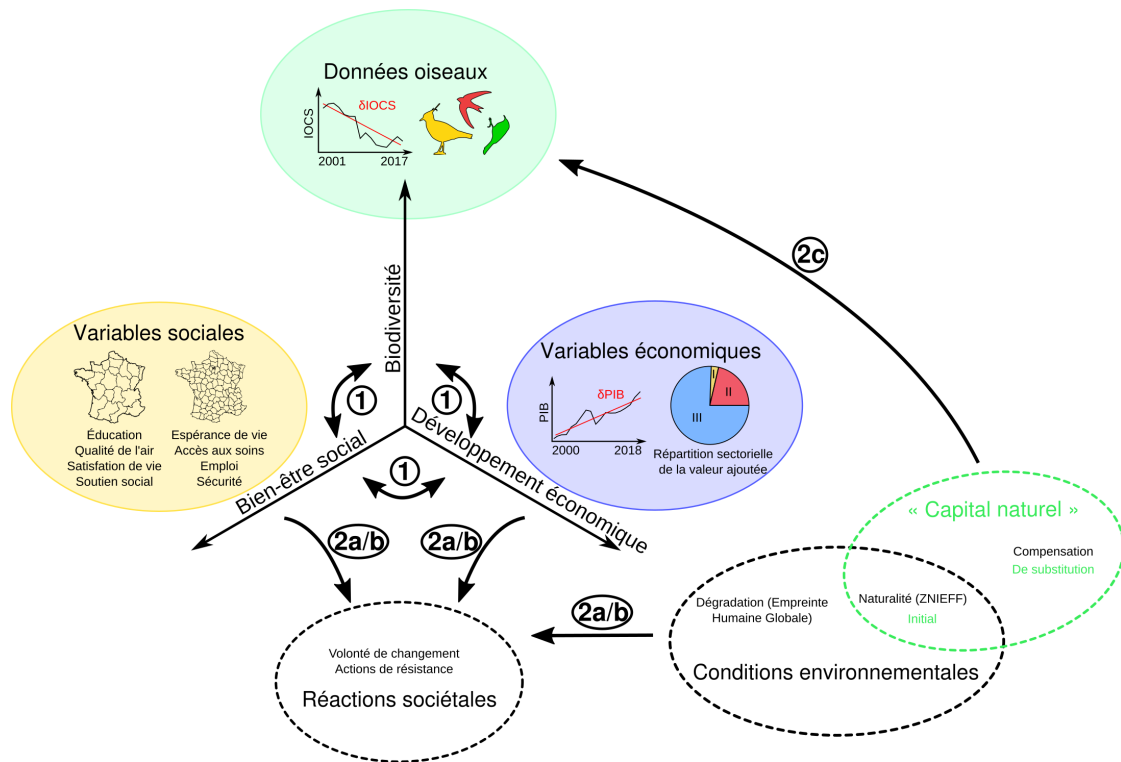 Données oiseaux
δIOCS
IOCS
2001
2017
2c
Biodiversité
Variables sociales
Éducation
Qualité de l'air
Satisfaction de vie
Soutien social
Espérance de vie
Accès aux soins
Emploi
Sécurité
1
1
1
Variables économiques
δPIB
PIB
2000
2018
I
II
III
Répartition sectorielle
de la valeur ajoutée
Bien-être social
Développement économique
2a/b
2a/b
2a/b
« Capital naturel »
Compensation
De substitution
Naturalité (ZNIEFF)
Initial
Dégradation (Empreinte
Humaine Globale)
Conditions environnementales
Volonté de changement
Actions de résistance
Réactions sociétales